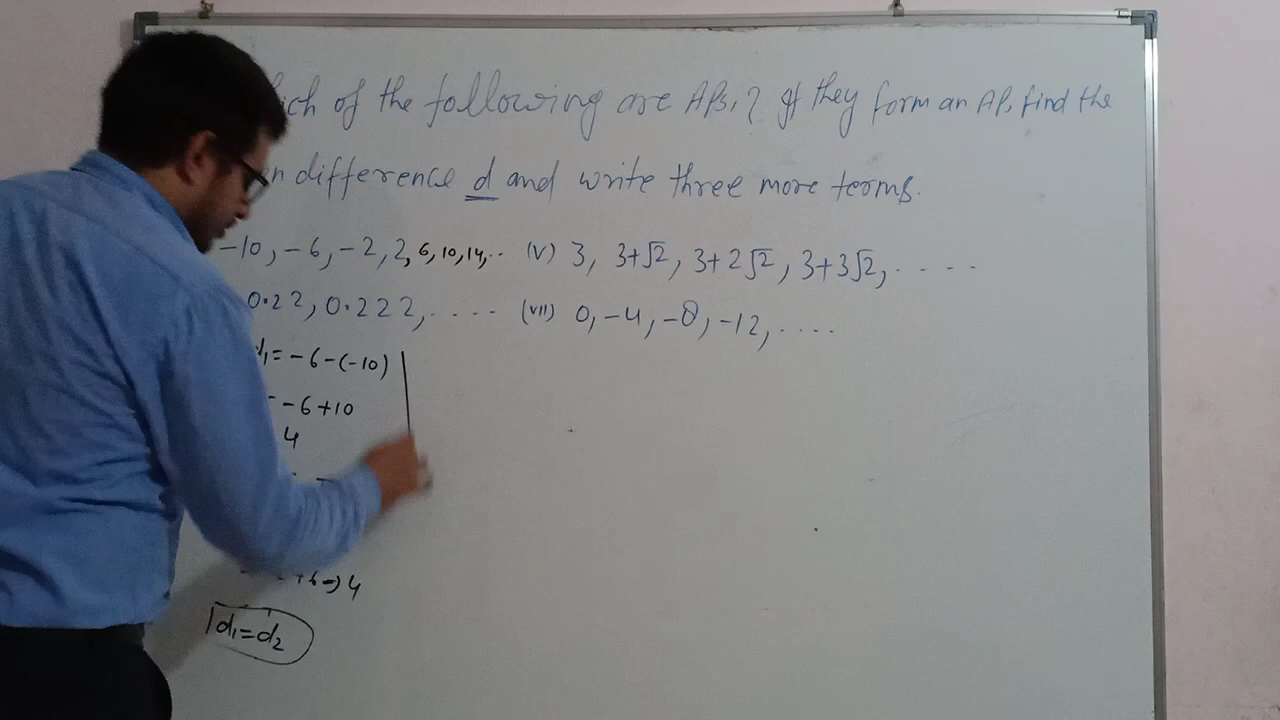 ich of the following are APs,? If they form an AP, find the
n difference d and write three more terms.
-10, -6, -2, 2, 6, 10, 14, .. (V) 3, 3+√2, 3+2√2, 3+3√2, .....
0.22, 0.222, .... (VII) 0, -4, -8, -12, ....
d₁ = -6-(-10)
= -6+10
4
+6 → 4
d₁=d₂